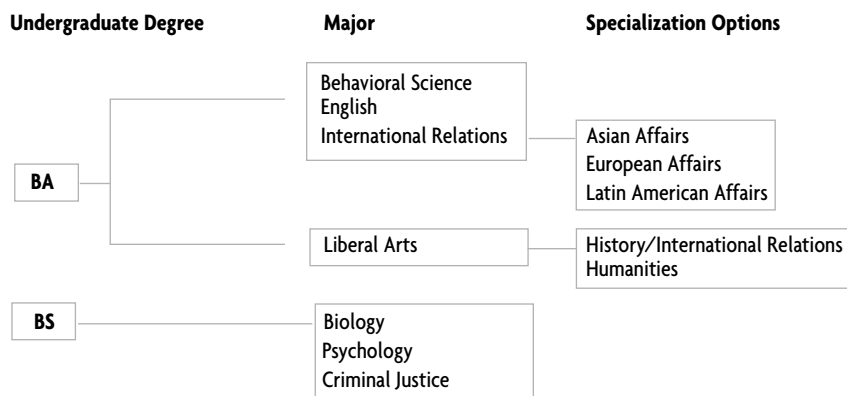 Undergraduate Degree Major Specialization Options
Behavioral Science
English
International Relations
Asian Affairs
European Affairs
Latin American Affairs
BA
Liberal Arts
History/International Relations
Humanities
BS
Biology
Psychology
Criminal Justice